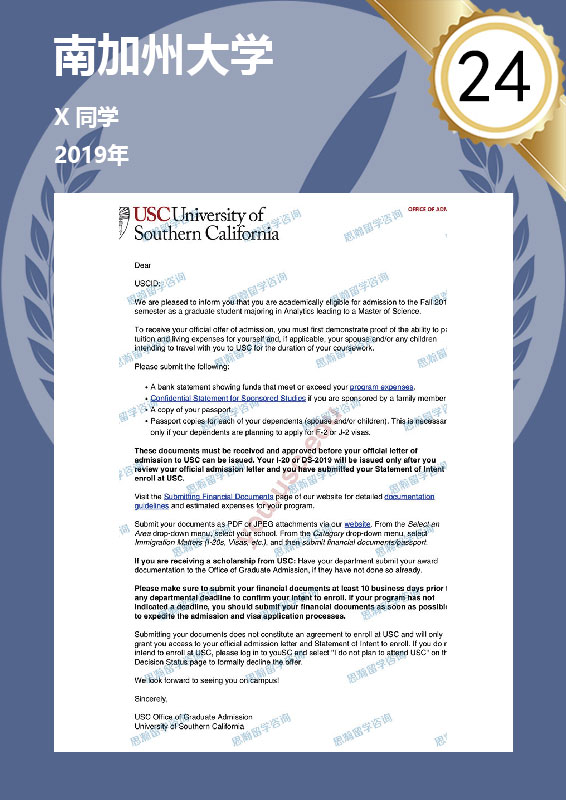 南加州大学
24
X 同学
2019年
USC University of
Southern California
OFFICE OF ADM
Dear
USCID:
We are pleased to inform you that you are academically eligible for admission to the Fall 201
semester as a graduate student majoring in Analytics leading to a Master of Science.
To receive your official offer of admission, you must first demonstrate proof of the ability to pa
tuition and living expenses for yourself and, if applicable, your spouse and/or any children
intending to travel with you to USC for the duration of your coursework.
Please submit the following:
• A bank statement showing funds that meet or exceed your program expenses.
• Confidential Statement for Sponsored Studies if you are sponsored by a family member
• A copy of your passport.
• Passport copies for each of your dependents (spouse and/or children). This is necessar
only if your dependents are planning to apply for F-2 or J-2 visas.
These documents must be received and approved before your official letter of
admission to USC can be issued. Your I-20 or DS-2019 will be issued only after you
review your official admission letter and you have submitted your Statement of Intent
enroll at USC.
Visit the Submitting Financial Documents page of our website for detailed documentation
guidelines and estimated expenses for your program.
Submit your documents as PDF or JPEG attachments via our website. From the Select an
Area drop-down menu, select your school. From the Category drop-down menu, select
Immigration Matters (I-20s, Visas, etc.), and then submit financial documents/passport.
If you are receiving a scholarship from USC: Have your department submit your award
documentation to the Office of Graduate Admission, if they have not done so already.
Please make sure to submit your financial documents at least 10 business days prior t
any departmental deadline to confirm your intent to enroll. If your program has not
indicated a deadline, you should submit your financial documents as soon as possible
to expedite the admission and visa application processes.
Submitting your documents does not constitute an agreement to enroll at USC and will only
grant you access to your official admission letter and Statement of Intent to enroll. If you do n
intend to enroll at USC, please log in to youSC and select "I do not plan to attend USC" on th
Decision Status page to formally decline the offer.
We look forward to seeing you on campus!
Sincerely,
USC Office of Graduate Admission
University of Southern California
思瀚留学咨询